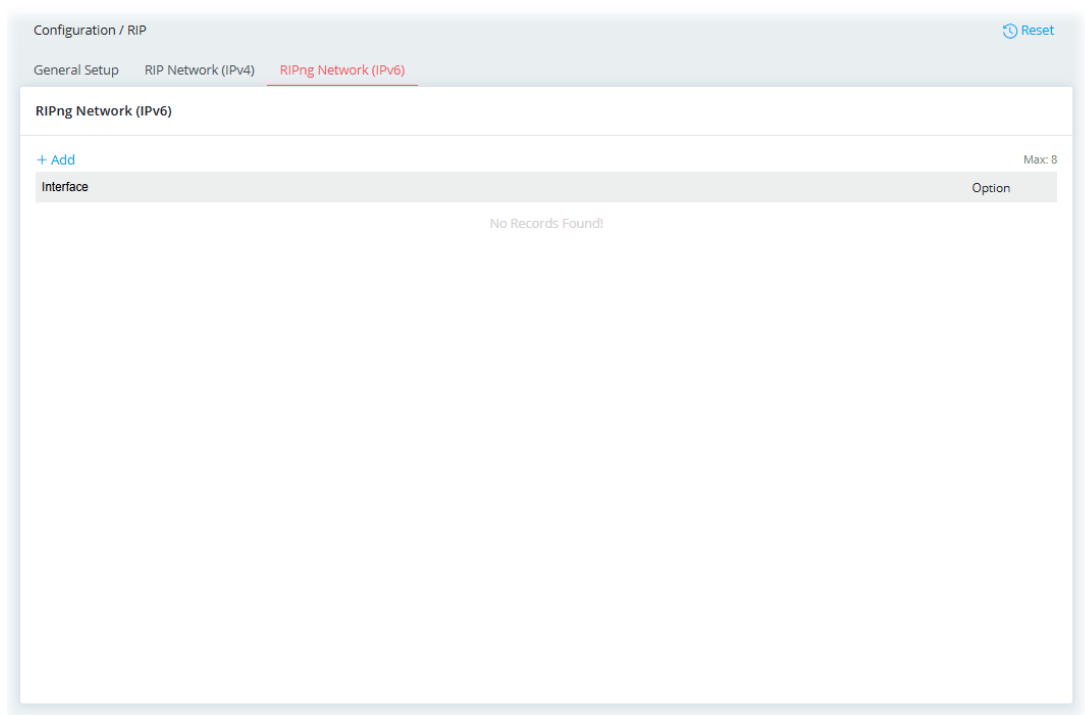 Configuration / RIP Reset
General Setup RIP Network (IPv4) RIPng Network (IPv6)
RIPng Network (IPv6)
+ Add Max: 8
Interface Option
No Records Found!